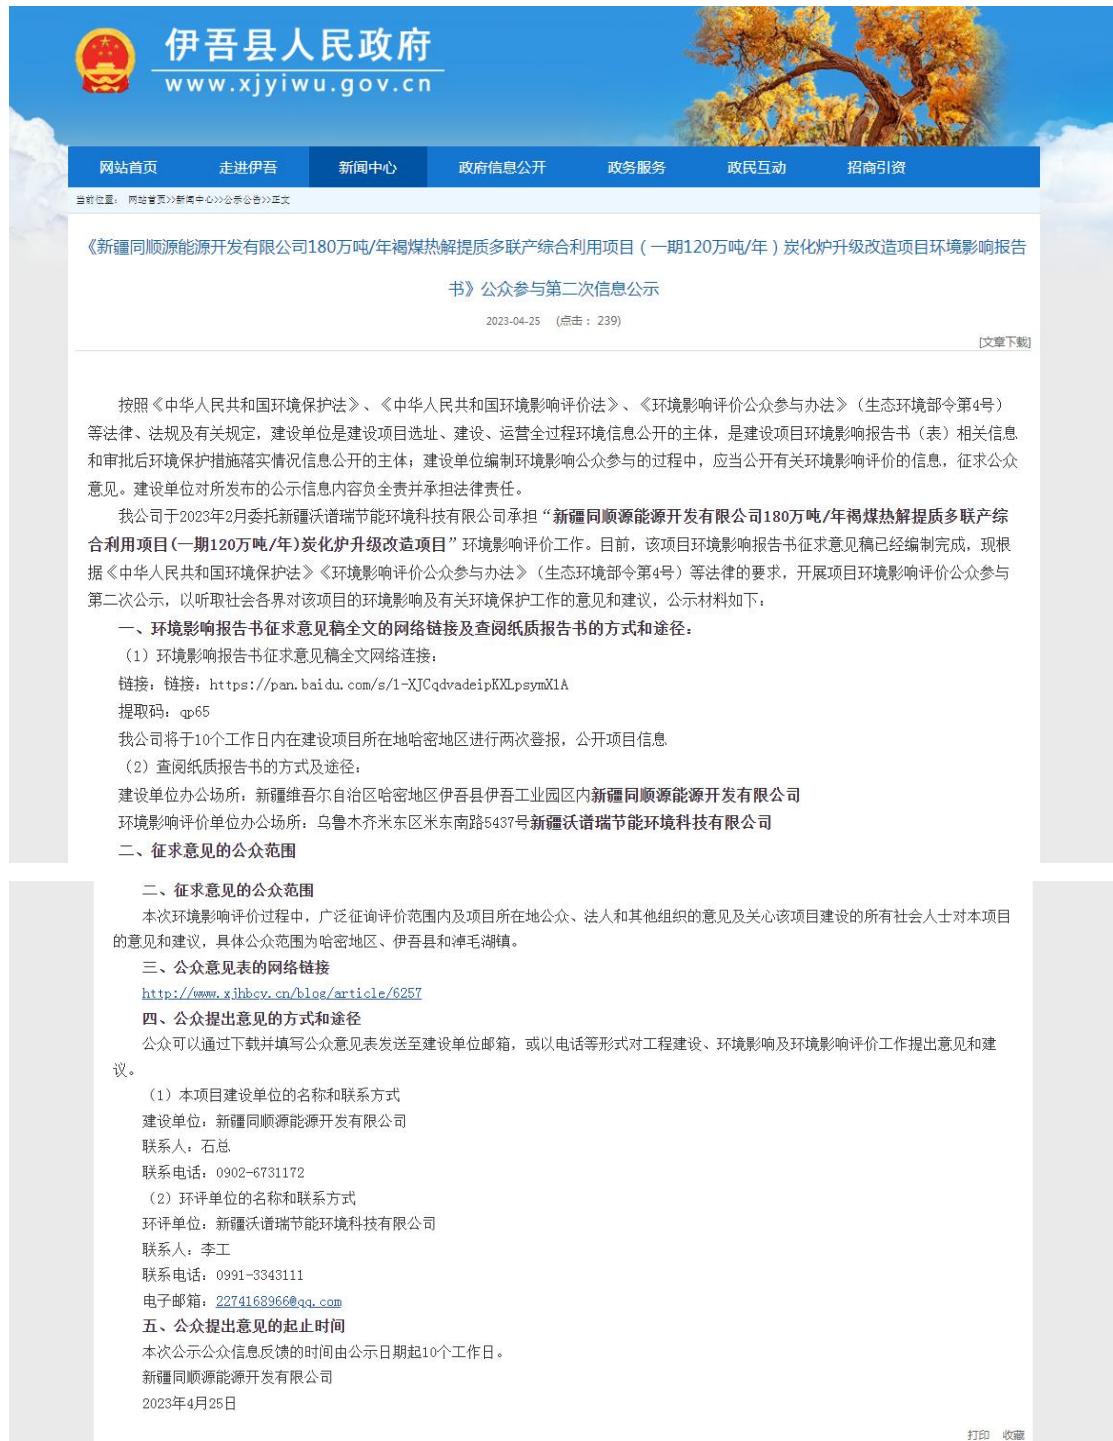 伊吾县人民政府
www.xjyiwu.gov.cn
网站首页 走进伊吾 新闻中心 政府信息公开 政务服务 政民互动 招商引资
当前位置： 网站首页>>新闻中心>>公示公告>>正文
《新疆同顺源能源开发有限公司180万吨/年褐煤热解提质多联产综合利用项目（一期120万吨/年）炭化炉升级改造项目环境影响报告
书》公众参与第二次信息公示
2023-04-25 (点击： 239)
[文章下载]
按照《中华人民共和国环境保护法》、《中华人民共和国环境影响评价法》、《环境影响评价公众参与办法》（生态环境部令第4号）
等法律、法规及有关规定，建设单位是建设项目选址、建设、运营全过程环境信息公开的主体，是建设项目环境影响报告书（表）相关信息
和审批后环境保护措施落实情况信息公开的主体；建设单位编制环境影响公众参与的过程中，应当公开有关环境影响评价的信息，征求公众
意见。建设单位对所发布的公示信息内容负全责并承担法律责任。
我公司于2023年2月委托新疆沃谱瑞节能环境科技有限公司承担“新疆同顺源能源开发有限公司180万吨/年褐煤热解提质多联产综
合利用项目(一期120万吨/年)炭化炉升级改造项目”环境影响评价工作。目前，该项目环境影响报告书征求意见稿已经编制完成，现根
据《中华人民共和国环境保护法》《环境影响评价公众参与办法》（生态环境部令第4号）等法律的要求，开展项目环境影响评价公众参与
第二次公示，以听取社会各界对该项目的环境影响及有关环境保护工作的意见和建议，公示材料如下：
一、环境影响报告书征求意见稿全文的网络链接及查阅纸质报告书的方式和途径：
（1）环境影响报告书征求意见稿全文网络连接：
链接：链接：https://pan.baidu.com/s/1-XJCqdvadeipKXLpsymX1A
提取码：qp65
我公司将于10个工作日内在建设项目所在地哈密地区进行两次登报，公开项目信息
（2）查阅纸质报告书的方式及途径：
建设单位办公场所：新疆维吾尔自治区哈密地区伊吾县伊吾工业园区内新疆同顺源能源开发有限公司
环境影响评价单位办公场所：乌鲁木齐米东区米东南路5437号新疆沃谱瑞节能环境科技有限公司
二、征求意见的公众范围
二、征求意见的公众范围
本次环境影响评价过程中，广泛征询评价范围内及项目所在地公众、法人和其他组织的意见及关心该项目建设的所有社会人士对本项目
的意见和建议，具体公众范围为哈密地区、伊吾县和淖毛湖镇。
三、公众意见表的网络链接
http://www.xjhbcy.cn/blog/article/6257
四、公众提出意见的方式和途径
公众可以通过下载并填写公众意见表发送至建设单位邮箱，或以电话等形式对工程建设、环境影响及环境影响评价工作提出意见和建
议。
（1）本项目建设单位的名称和联系方式
建设单位：新疆同顺源能源开发有限公司
联系人：石总
联系电话：0902-6731172
（2）环评单位的名称和联系方式
环评单位：新疆沃谱瑞节能环境科技有限公司
联系人：李工
联系电话：0991-3343111
电子邮箱：2274168966@qq.com
五、公众提出意见的起止时间
本次公示公众信息反馈的时间由公示日期起10个工作日。
新疆同顺源能源开发有限公司
2023年4月25日
打印 收藏